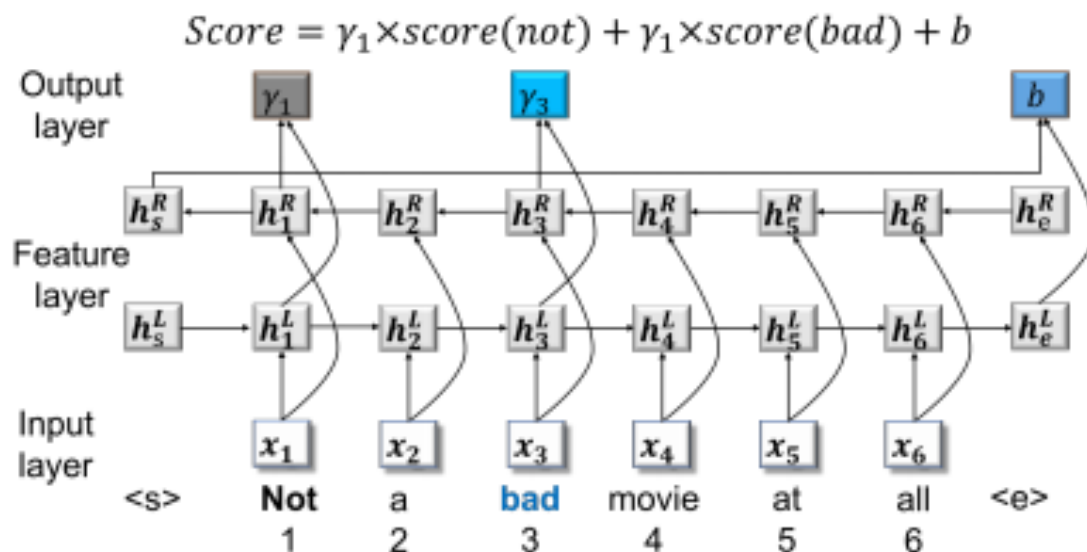 Score = γ₁×score(not) + γ₁×score(bad) + b
Output layer
γ₁ γ₃ b
h_s^R h_1^R h_2^R h_3^R h_4^R h_5^R h_6^R h_e^R
Feature layer
h_s^L h_1^L h_2^L h_3^L h_4^L h_5^L h_6^L h_e^L
Input layer
x₁ x₂ x₃ x₄ x₅ x₆
<s> Not a bad movie at all <e>
1 2 3 4 5 6